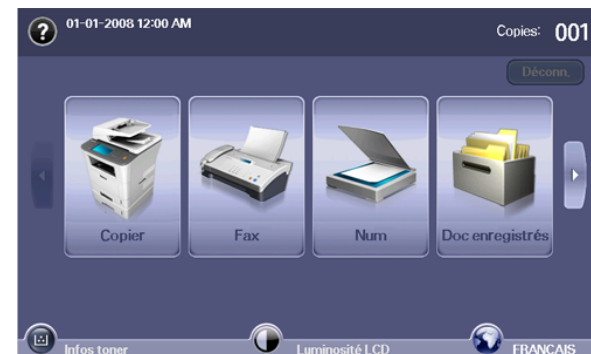 01-01-2008 12:00 AM
Copies: 001
Déconn.
Copier
Fax
Num
Doc enregistrés
Infos toner
Luminosité LCD
FRANCAIS